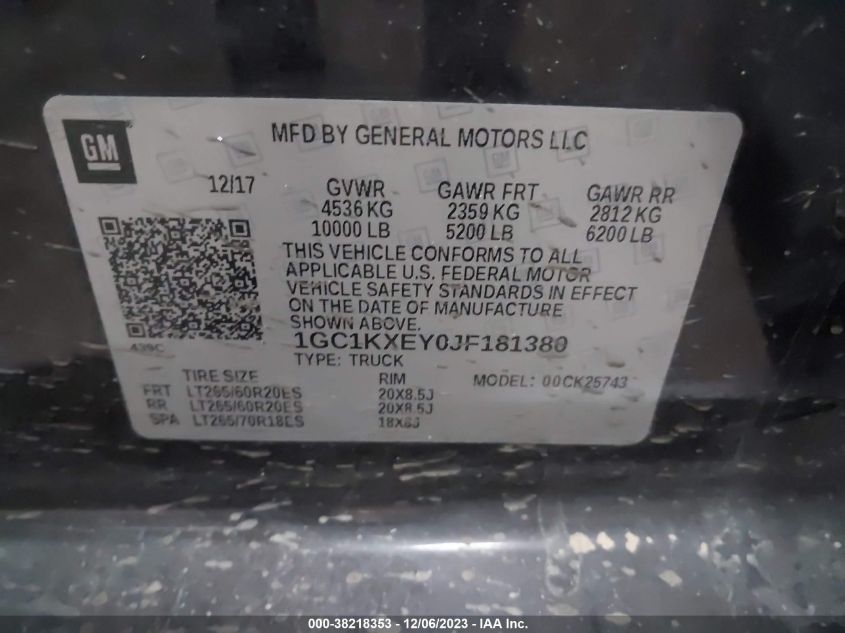 GM
MFD BY GENERAL MOTORS LLC
12/17 GVWR GAWR FRT GAWR RR
4536 KG 2359 KG 2812 KG
10000 LB 5200 LB 6200 LB
THIS VEHICLE CONFORMS TO ALL
APPLICABLE U.S. FEDERAL MOTOR
VEHICLE SAFETY STANDARDS IN EFFECT
ON THE DATE OF MANUFACTURE
SHOWN ABOVE.
439C 1GC1KXEY0JF181380
TYPE: TRUCK
TIRE SIZE RIM MODEL: 00CK25743
FRT LT265/60R20ES 20X8.5J
RR LT265/60R20ES 20X8.5J
SPA LT265/70R18ES 18X8J
000-38218353 - 12/06/2023 - IAAI.com